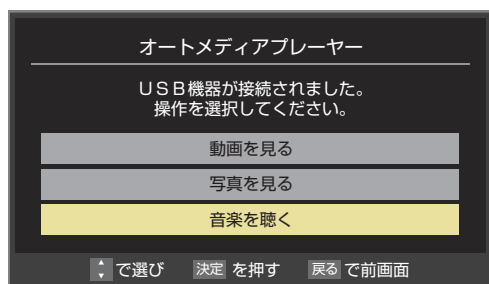 オートメディアプレーヤー
ＵＳＢ機器が接続されました。
操作を選択してください。
動画を見る
写真を見る
音楽を聴く
で選び 決定 を押す 戻る で前画面